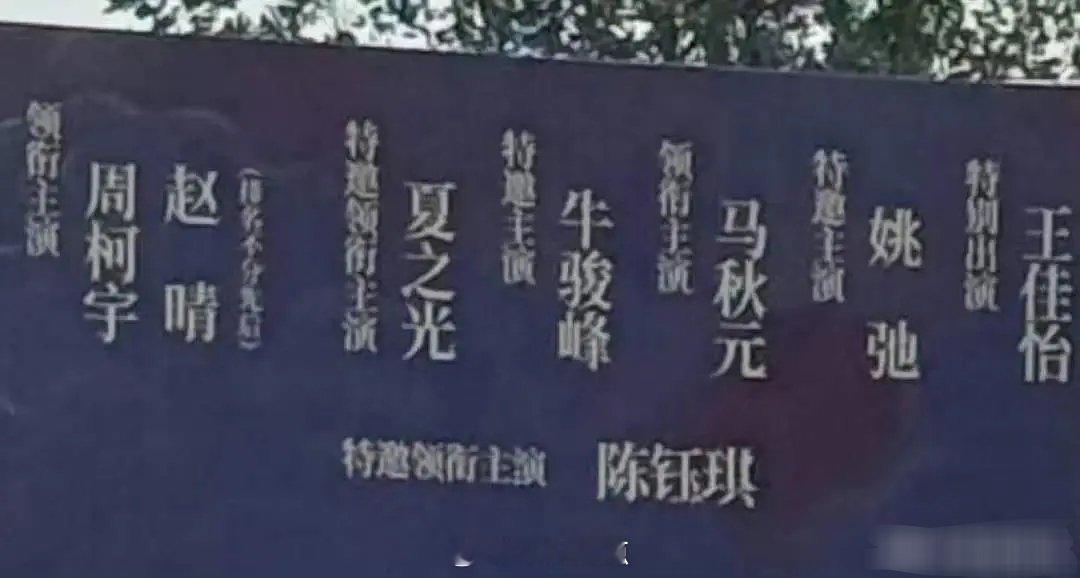 领衔主演
周柯宇
赵晴
（排名不分先后）
特邀领衔主演
夏之光
特邀主演
牛骏峰
领衔主演
马秋元
特邀主演
姚弛
特别出演
王佳怡
特邀领衔主演 陈钰琪